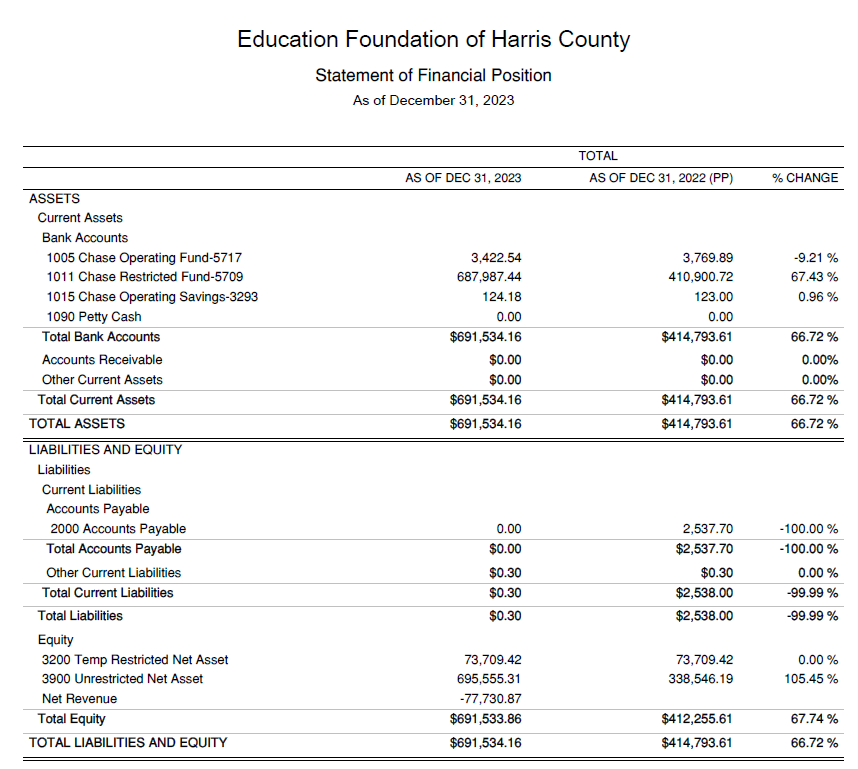 Education Foundation of Harris County
Statement of Financial Position
As of December 31, 2023
TOTAL
AS OF DEC 31, 2023 AS OF DEC 31, 2022 (PP) % CHANGE
ASSETS
Current Assets
Bank Accounts
1005 Chase Operating Fund-5717 3,422.54 3,769.89 -9.21 %
1011 Chase Restricted Fund-5709 687,987.44 410,900.72 67.43 %
1015 Chase Operating Savings-3293 124.18 123.00 0.96 %
1090 Petty Cash 0.00 0.00
Total Bank Accounts $691,534.16 $414,793.61 66.72 %
Accounts Receivable $0.00 $0.00 0.00%
Other Current Assets $0.00 $0.00 0.00%
Total Current Assets $691,534.16 $414,793.61 66.72 %
TOTAL ASSETS $691,534.16 $414,793.61 66.72 %
LIABILITIES AND EQUITY
Liabilities
Current Liabilities
Accounts Payable
2000 Accounts Payable 0.00 2,537.70 -100.00 %
Total Accounts Payable $0.00 $2,537.70 -100.00 %
Other Current Liabilities $0.30 $0.30 0.00 %
Total Current Liabilities $0.30 $2,538.00 -99.99 %
Total Liabilities $0.30 $2,538.00 -99.99 %
Equity
3200 Temp Restricted Net Asset 73,709.42 73,709.42 0.00 %
3900 Unrestricted Net Asset 695,555.31 338,546.19 105.45 %
Net Revenue -77,730.87
Total Equity $691,533.86 $412,255.61 67.74 %
TOTAL LIABILITIES AND EQUITY $691,534.16 $414,793.61 66.72 %